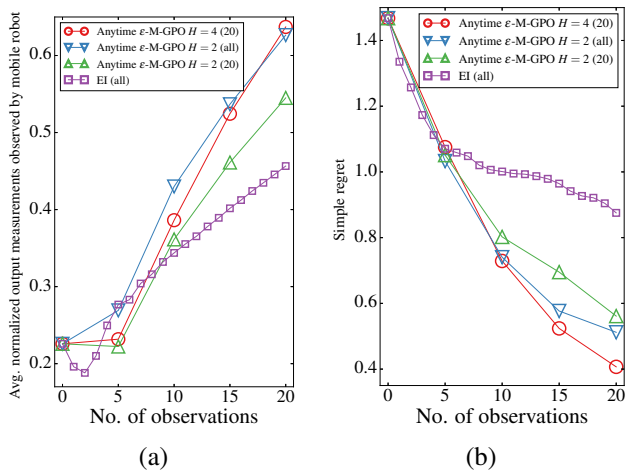 Avg. normalized output measurements observed by mobile robot
0.6
0.5
0.4
0.3
0.2
Anytime ε-M-GPO H = 4 (20)
Anytime ε-M-GPO H = 2 (all)
Anytime ε-M-GPO H = 2 (20)
EI (all)
0 5 10 15 20
No. of observations
(a)
Simple regret
1.4
1.2
1.0
0.8
0.6
0.4
Anytime ε-M-GPO H = 4 (20)
Anytime ε-M-GPO H = 2 (all)
Anytime ε-M-GPO H = 2 (20)
EI (all)
0 5 10 15 20
No. of observations
(b)